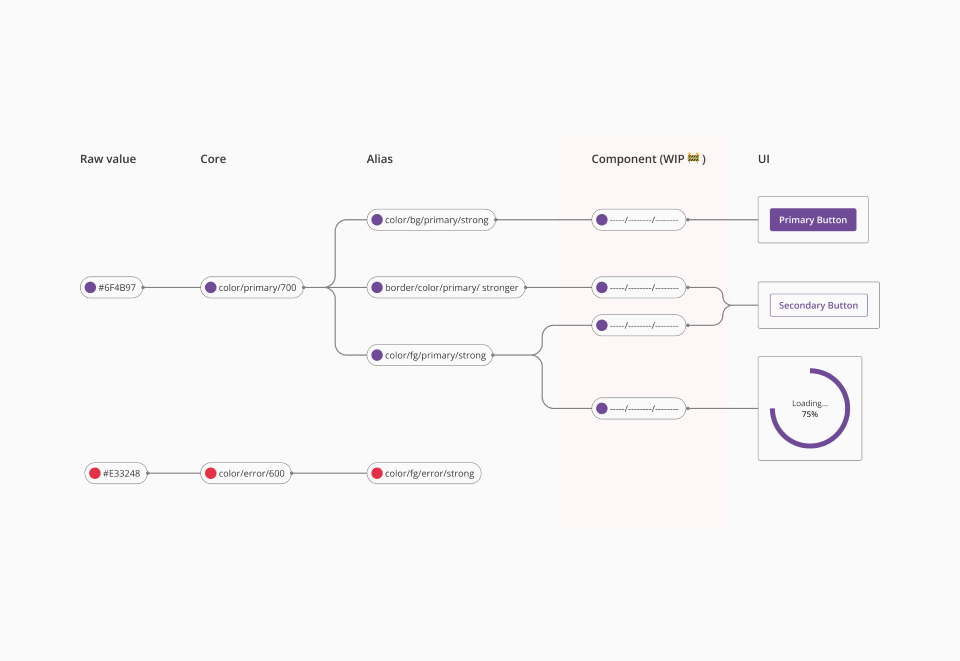 Raw value
Core
Alias
Component (WIP 🚧 )
UI
color/bg/primary/strong
-----/--------/--------
Primary Button
#6F4B97
color/primary/700
border/color/primary/ stronger
-----/--------/--------
Secondary Button
-----/--------/--------
color/fg/primary/strong
-----/--------/--------
Loading...
75%
#E33248
color/error/600
color/fg/error/strong